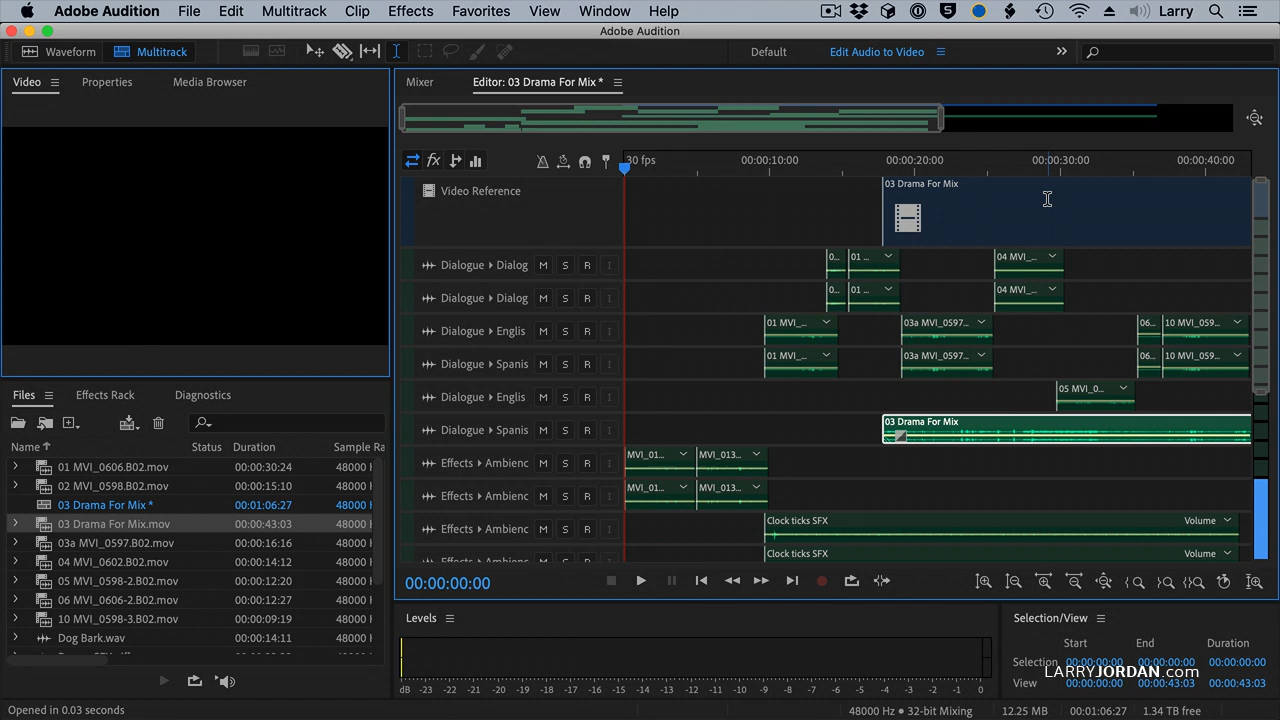 Adobe Audition File Edit Multitrack Clip Effects Favorites View Window Help Larry
Adobe Audition
Waveform Multitrack Default Edit Audio to Video
Video Properties Media Browser
Mixer Editor: 03 Drama For Mix *
30 fps 00:00:10:00 00:00:20:00 00:00:30:00 00:00:40:00
Video Reference 03 Drama For Mix
Dialogue Dialog M S R I 0... 01 ... 04 MVI_...
Dialogue Dialog M S R I 0... 01 ... 04 MVI_...
Dialogue Englis M S R I 01 MVI_... 03a MVI_0597... 06... 10 MVI_059...
Dialogue Spanis M S R I 01 MVI_... 03a MVI_0597... 06... 10 MVI_059...
Dialogue Englis M S R I 05 MVI_0...
Dialogue Spanis M S R I 03 Drama For Mix
Effects Ambienc M S R I MVI_01... MVI_013...
Effects Ambienc M S R I MVI_01... MVI_013...
Effects Ambienc M S R I Clock ticks SFX Volume
Clock ticks SFX Volume
00:00:00:00
Files Effects Rack Diagnostics
Name Status Duration Sample Ra
01 MVI_0606.B02.mov 00:00:30:24 48000 H
02 MVI_0598.B02.mov 00:00:15:10 48000 H
03 Drama For Mix * 00:01:06:27 48000 H
03 Drama For Mix.mov 00:00:43:03 48000 H
03a MVI_0597.B02.mov 00:00:16:16 48000 H
04 MVI_0602.B02.mov 00:00:14:12 48000 H
05 MVI_0598-2.B02.mov 00:00:12:20 48000 H
06 MVI_0606-2.B02.mov 00:00:12:27 48000 H
10 MVI_0598-3.B02.mov 00:00:09:19 48000 H
Dog Bark.wav 00:00:14:11 48000 H
Levels
dB -23 -22 -21 -20 -19 -18 -17 -16 -15 -14 -13 -12 -11 -10 -9 -8 -7 -6 -5 -4 -3 -2 -1 0
Selection/View
Start End Duration
Selection 00:00:00:00 00:00:00:00 00:00:00:00
View 00:00:00:00 00:00:43:03 00:00:43:03
LARRYJORDAN.com
Opened in 0.03 seconds 48000 Hz ● 32-bit Mixing 12.25 MB 00:01:06:27 1.34 TB free